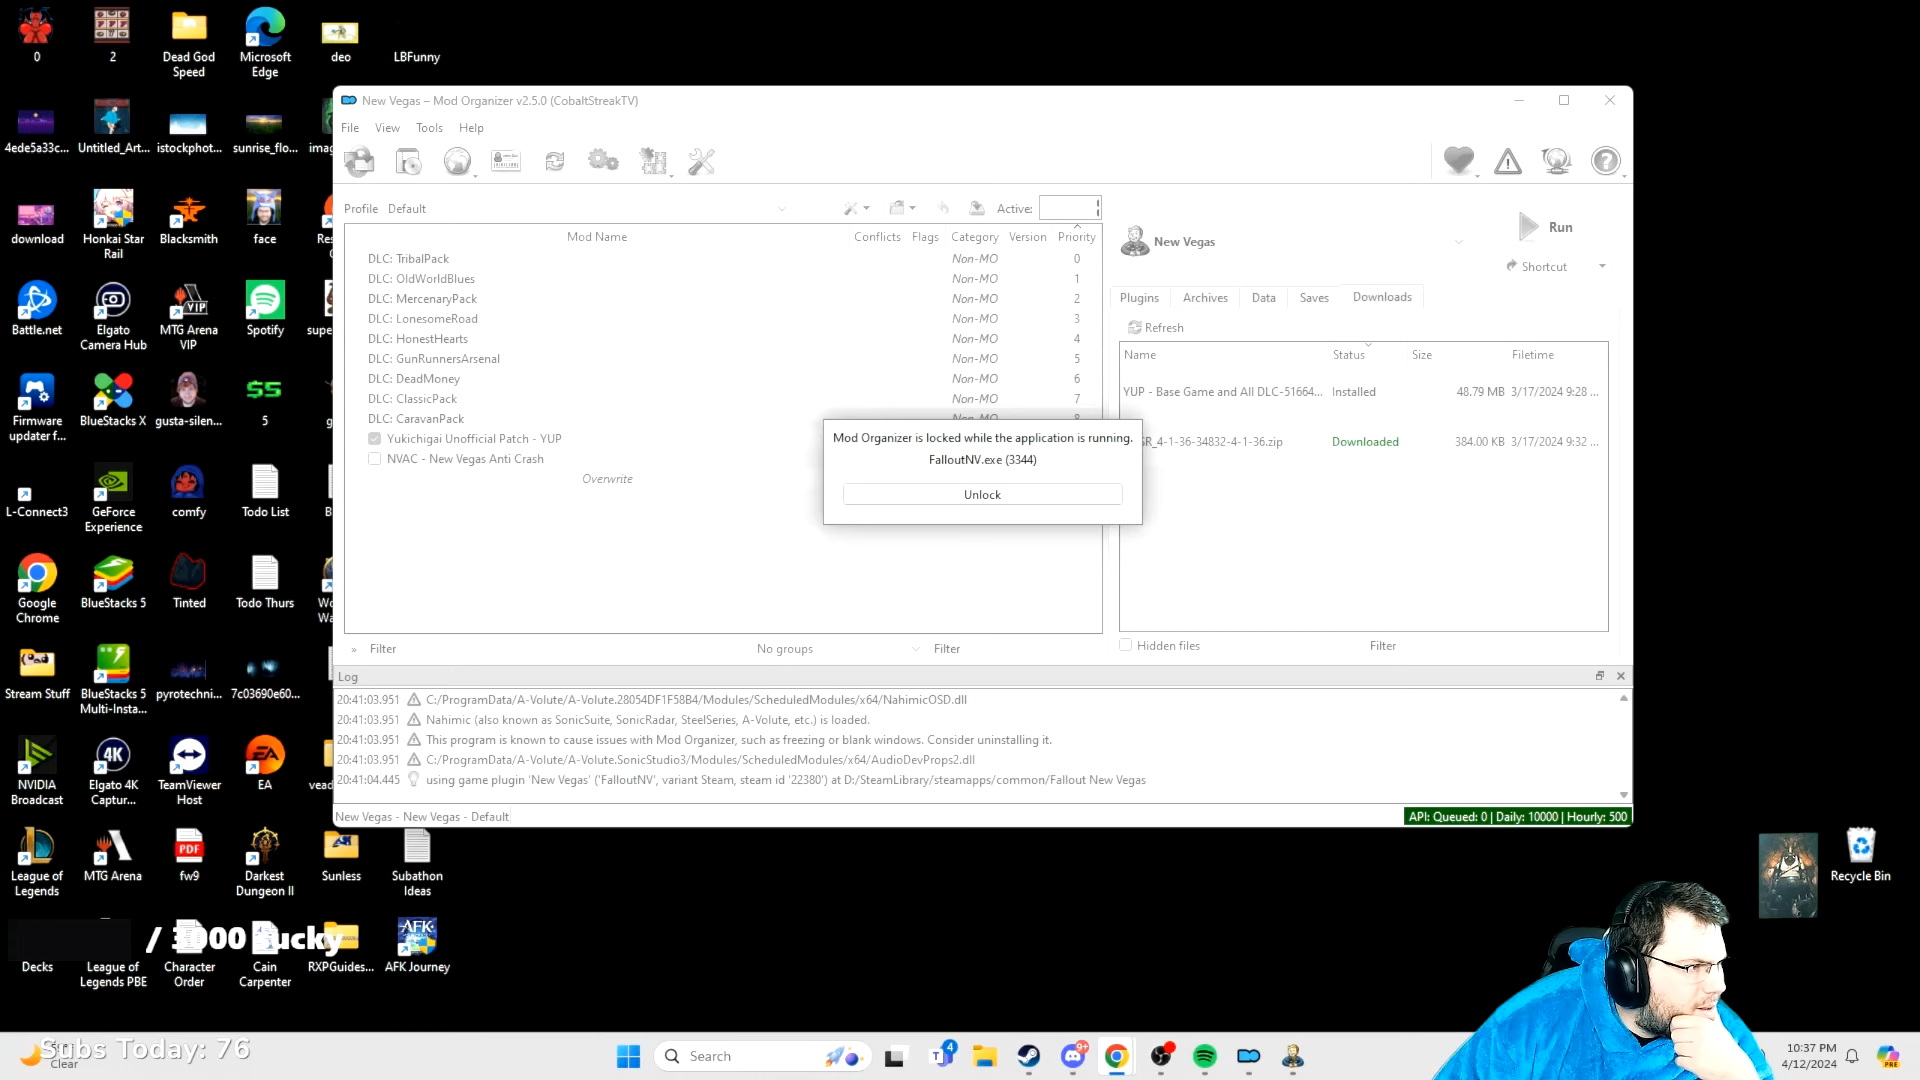 0
2
Dead God
Speed
Microsoft
Edge
deo
LBFunny
4ede5a33c...
Untitled_Art...
istockphot...
sunrise_flo...
download
Honkai Star
Rail
Blacksmith
face
Battle.net
Elgato
Camera Hub
MTG Arena
VIP
Spotify
Firmware
updater f...
BlueStacks X
gusta-silen...
5
L-Connect3
GeForce
Experience
comfy
Todo List
Google
Chrome
BlueStacks 5
Tinted
Todo Thurs
Stream Stuff
BlueStacks 5
Multi-Insta...
pyrotechni...
7c03690e60...
NVIDIA
Broadcast
Elgato 4K
Captur...
TeamViewer
Host
EA
League of
Legends
MTG Arena
fw9
Darkest
Dungeon II
Sunless
Subathon
Ideas
/ 3000 Lucky
Decks
League of
Legends PBE
Character
Order
Cain
Carpenter
RXPGuides...
AFK Journey
New Vegas – Mod Organizer v2.5.0 (CobaltStreakTV)
File View Tools Help
Profile Default
Active:
Mod Name Conflicts Flags Category Version Priority
DLC: TribalPack Non-MO 0
DLC: OldWorldBlues Non-MO 1
DLC: MercenaryPack Non-MO 2
DLC: LonesomeRoad Non-MO 3
DLC: HonestHearts Non-MO 4
DLC: GunRunnersArsenal Non-MO 5
DLC: DeadMoney Non-MO 6
DLC: ClassicPack Non-MO 7
DLC: CaravanPack Non-MO 8
Yukichigai Unofficial Patch - YUP
NVAC - New Vegas Anti Crash
Overwrite
» Filter No groups Filter
New Vegas
Run
Shortcut
Plugins Archives Data Saves Downloads
Refresh
Name Status Size Filetime
YUP - Base Game and All DLC-51664... Installed 48.79 MB 3/17/2024 9:28 ...
R_4-1-36-34832-4-1-36.zip Downloaded 384.00 KB 3/17/2024 9:32 ...
Hidden files Filter
Mod Organizer is locked while the application is running.
FalloutNV.exe (3344)
Unlock
Log
20:41:03.951 C:/ProgramData/A-Volute/A-Volute.28054DF1F58B4/Modules/ScheduledModules/x64/NahimicOSD.dll
20:41:03.951 Nahimic (also known as SonicSuite, SonicRadar, SteelSeries, A-Volute, etc.) is loaded.
20:41:03.951 This program is known to cause issues with Mod Organizer, such as freezing or blank windows. Consider uninstalling it.
20:41:03.951 C:/ProgramData/A-Volute/A-Volute.SonicStudio3/Modules/ScheduledModules/x64/AudioDevProps2.dll
20:41:04.445 using game plugin 'New Vegas' ('FalloutNV', variant Steam, steam id '22380') at D:/SteamLibrary/steamapps/common/Fallout New Vegas
New Vegas - New Vegas - Default
API: Queued: 0 | Daily: 10000 | Hourly: 500
Recycle Bin
Subs Today: 76
Clear
Search
4
9+
10:37 PM
4/12/2024